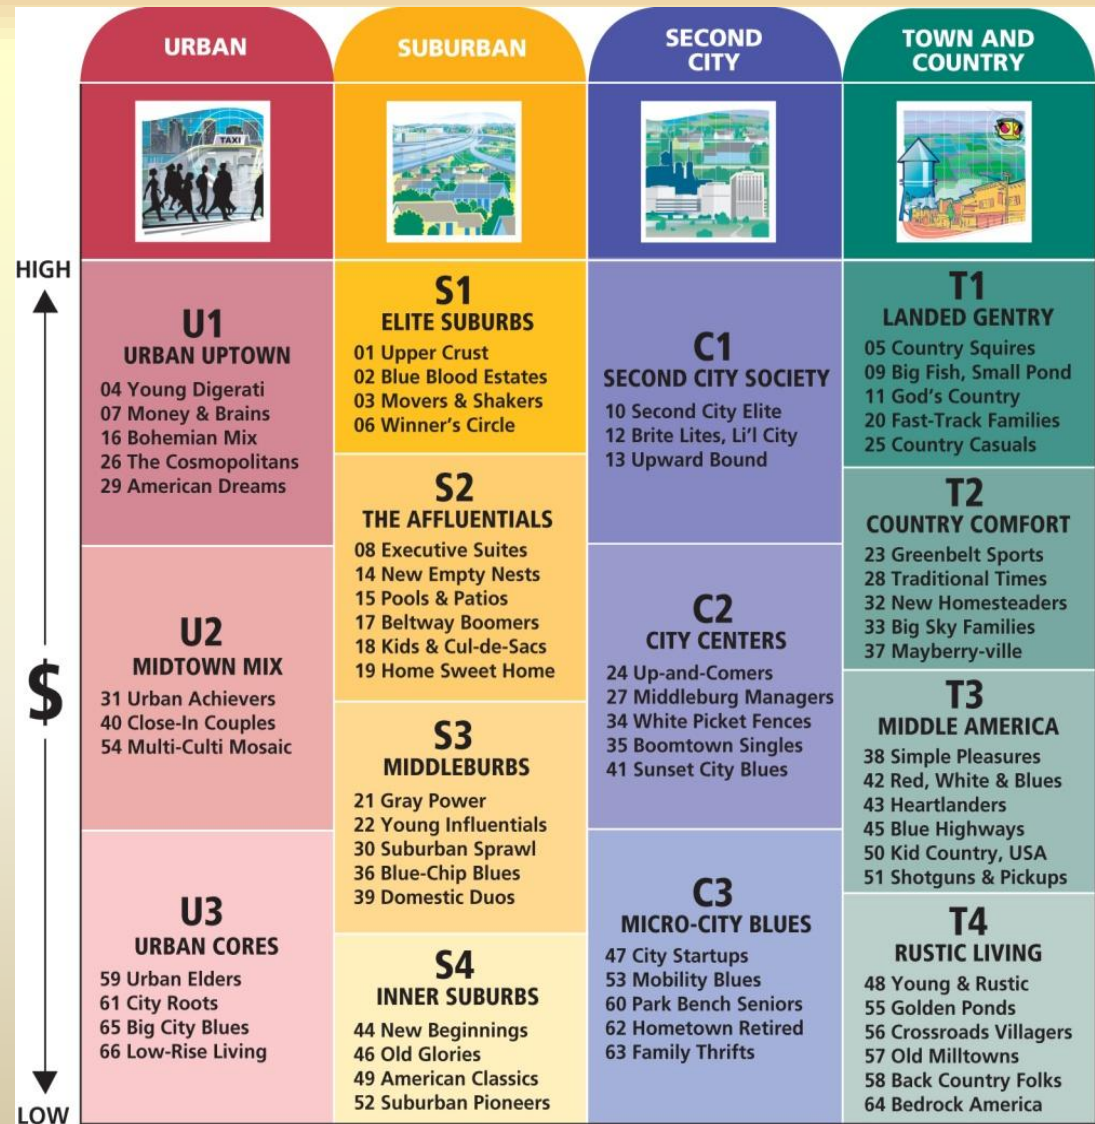 URBAN
SUBURBAN
SECOND
CITY
TOWN AND
COUNTRY
TAXI
HIGH
$
LOW
U1
URBAN UPTOWN
04 Young Digerati
07 Money & Brains
16 Bohemian Mix
26 The Cosmopolitans
29 American Dreams
U2
MIDTOWN MIX
31 Urban Achievers
40 Close-In Couples
54 Multi-Culti Mosaic
U3
URBAN CORES
59 Urban Elders
61 City Roots
65 Big City Blues
66 Low-Rise Living
S1
ELITE SUBURBS
01 Upper Crust
02 Blue Blood Estates
03 Movers & Shakers
06 Winner's Circle
S2
THE AFFLUENTIALS
08 Executive Suites
14 New Empty Nests
15 Pools & Patios
17 Beltway Boomers
18 Kids & Cul-de-Sacs
19 Home Sweet Home
S3
MIDDLEBURBS
21 Gray Power
22 Young Influentials
30 Suburban Sprawl
36 Blue-Chip Blues
39 Domestic Duos
S4
INNER SUBURBS
44 New Beginnings
46 Old Glories
49 American Classics
52 Suburban Pioneers
C1
SECOND CITY SOCIETY
10 Second City Elite
12 Brite Lites, Li'l City
13 Upward Bound
C2
CITY CENTERS
24 Up-and-Comers
27 Middleburg Managers
34 White Picket Fences
35 Boomtown Singles
41 Sunset City Blues
C3
MICRO-CITY BLUES
47 City Startups
53 Mobility Blues
60 Park Bench Seniors
62 Hometown Retired
63 Family Thrifts
T1
LANDED GENTRY
05 Country Squires
09 Big Fish, Small Pond
11 God's Country
20 Fast-Track Families
25 Country Casuals
T2
COUNTRY COMFORT
23 Greenbelt Sports
28 Traditional Times
32 New Homesteaders
33 Big Sky Families
37 Mayberry-ville
T3
MIDDLE AMERICA
38 Simple Pleasures
42 Red, White & Blues
43 Heartlanders
45 Blue Highways
50 Kid Country, USA
51 Shotguns & Pickups
T4
RUSTIC LIVING
48 Young & Rustic
55 Golden Ponds
56 Crossroads Villagers
57 Old Milltowns
58 Back Country Folks
64 Bedrock America